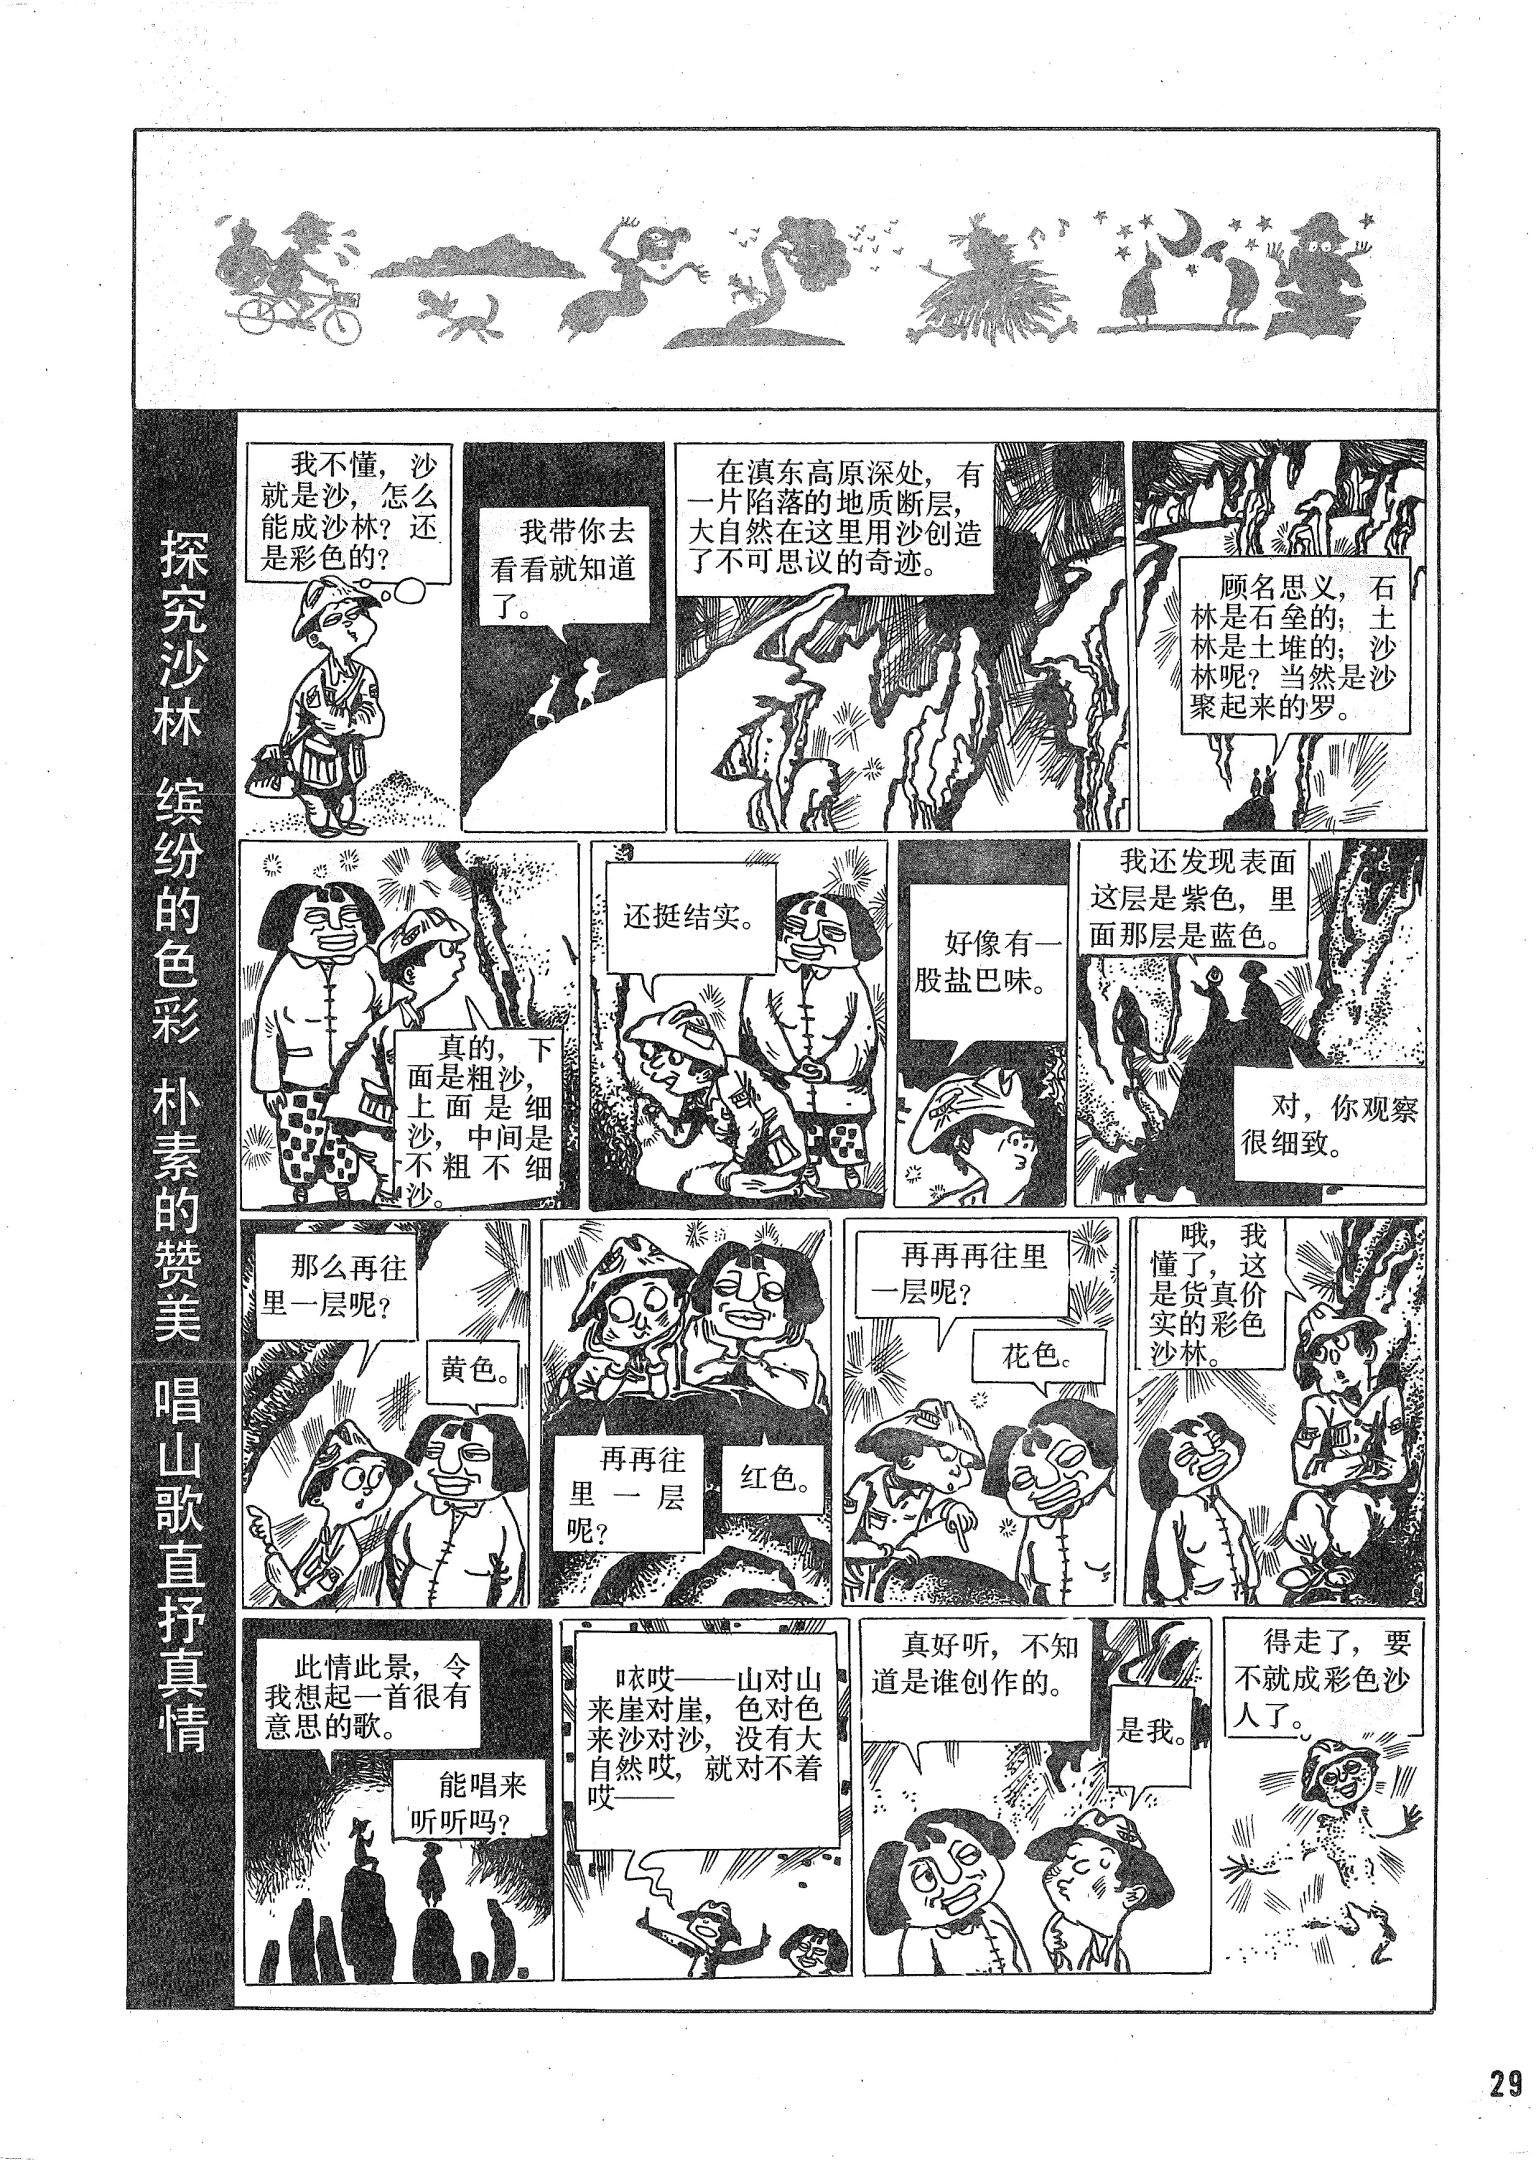 探究沙林 缤纷的色彩 朴素的赞美 唱山歌直抒真情
我不懂，沙
就是沙，怎么
能成沙林？还
是彩色的？
我带你去
看看就知道
了。
在滇东高原深处，有
一片陷落的地质断层，
大自然在这里用沙创造
了不可思议的奇迹。
顾名思义，石
林是石垒的；土
林是土堆的；沙
林呢？当然是沙
聚起来的罗。
真的，下
面是粗沙，
上面是细
沙，中间是
不粗不细
沙。
还挺结实。
好像有一
股盐巴味。
我还发现表面
这层是紫色，里
面那层是蓝色。
对，你观察
很细致。
那么再往
里一层呢？
黄色。
再再往
里一层
呢？
红色。
再再再往里
一层呢？
花色。
哦，我
懂了，这
是货真价
实的彩色
沙林。
此情此景，令
我想起一首很有
意思的歌。
能唱来
听听吗？
咴哎——山对山
来崖对崖，色对色
来沙对沙，没有大
自然哎，就对不着
哎——
真好听，不知
道是谁创作的。
是我。
得走了，要
不就成彩色沙
人了。
29